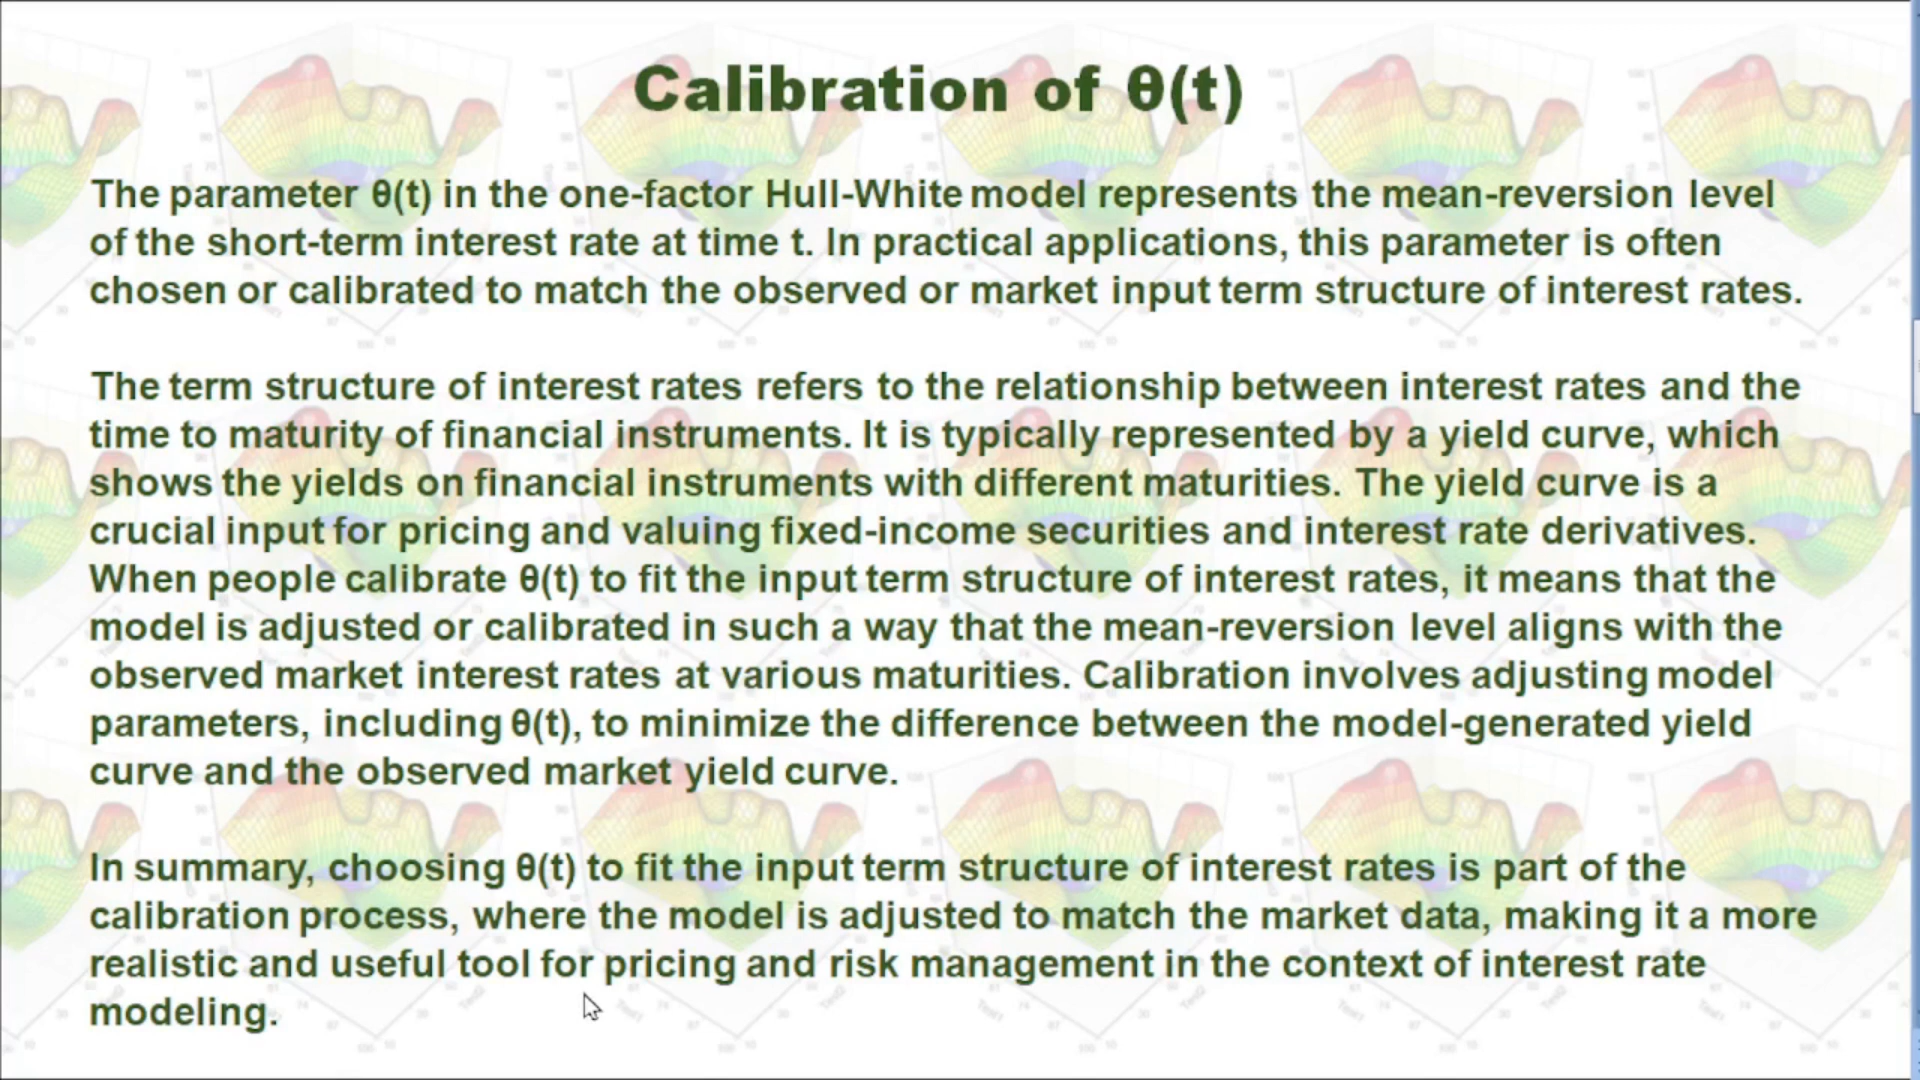 Calibration of θ(t)
The parameter θ(t) in the one-factor Hull-White model represents the mean-reversion level
of the short-term interest rate at time t. In practical applications, this parameter is often
chosen or calibrated to match the observed or market input term structure of interest rates.
The term structure of interest rates refers to the relationship between interest rates and the
time to maturity of financial instruments. It is typically represented by a yield curve, which
shows the yields on financial instruments with different maturities. The yield curve is a
crucial input for pricing and valuing fixed-income securities and interest rate derivatives.
When people calibrate θ(t) to fit the input term structure of interest rates, it means that the
model is adjusted or calibrated in such a way that the mean-reversion level aligns with the
observed market interest rates at various maturities. Calibration involves adjusting model
parameters, including θ(t), to minimize the difference between the model-generated yield
curve and the observed market yield curve.
In summary, choosing θ(t) to fit the input term structure of interest rates is part of the
calibration process, where the model is adjusted to match the market data, making it a more
realistic and useful tool for pricing and risk management in the context of interest rate
modeling.